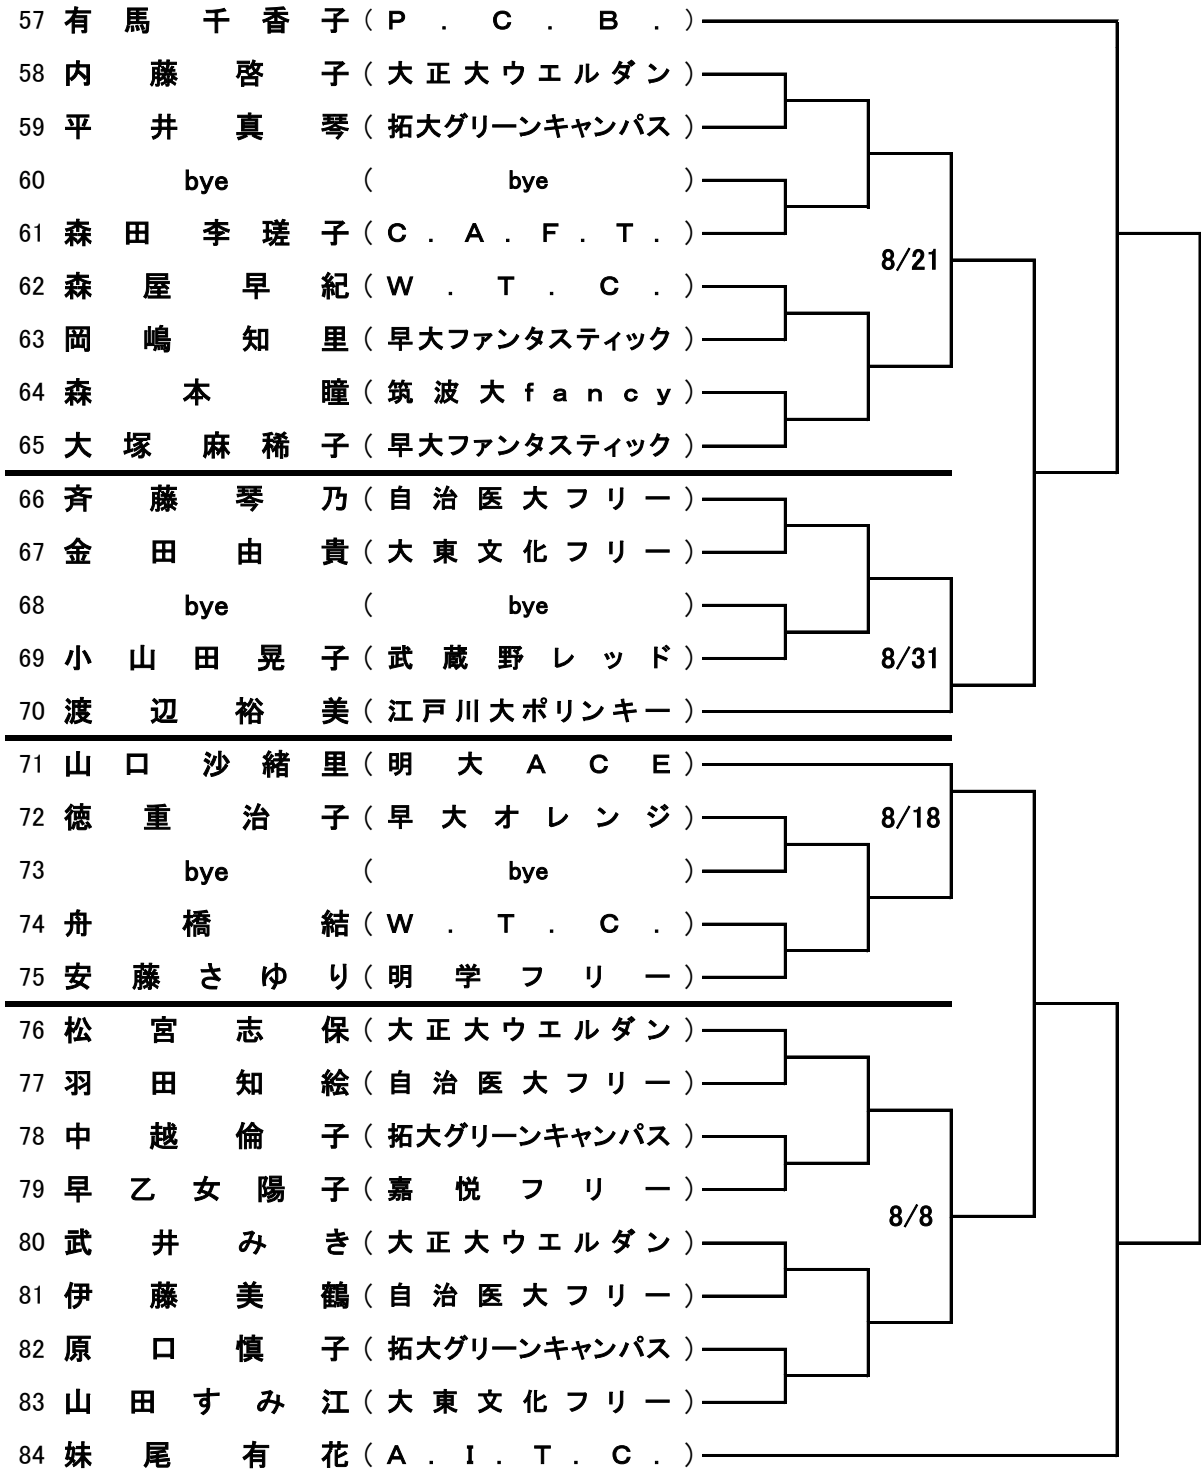 57 有馬千香子 (P.C.B.)
58 内藤啓子 (大正大ウエルダン)
59 平井真琴 (拓大グリーンキャンパス)
60 bye (bye)
61 森田李瑳子 (C.A.F.T.)
8/21
62 森屋早紀 (W.T.C.)
63 岡嶋知里 (早大ファンタスティック)
64 森本瞳 (筑波大fancy)
65 大塚麻稀子 (早大ファンタスティック)
66 斉藤琴乃 (自治医大フリー)
67 金田由貴 (大東文化フリー)
68 bye (bye)
69 小山田晃子 (武蔵野レッド) 8/31
70 渡辺裕美 (江戸川大ポリンキー)
71 山口沙緒里 (明大ACE)
72 徳重治子 (早大オレンジ) 8/18
73 bye (bye)
74 舟橋結 (W.T.C.)
75 安藤さゆり (明学フリー)
76 松宮志保 (大正大ウエルダン)
77 羽田知絵 (自治医大フリー)
78 中越倫子 (拓大グリーンキャンパス)
79 早乙女陽子 (嘉悦フリー)
8/8
80 武井みき (大正大ウエルダン)
81 伊藤美鶴 (自治医大フリー)
82 原口慎子 (拓大グリーンキャンパス)
83 山田すみ江 (大東文化フリー)
84 妹尾有花 (A.I.T.C.)